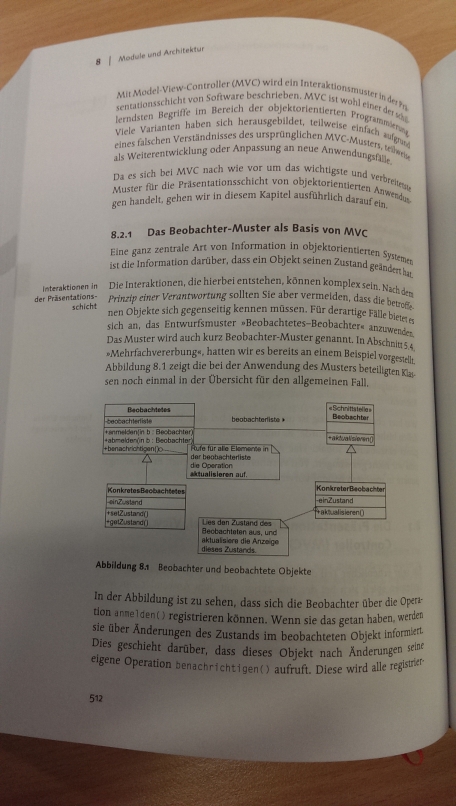 8 | Module und Architektur
Mit Model-View-Controller (MVC) wird ein Interaktionsmuster in der Prä-
sentationsschicht von Software beschrieben. MVC ist wohl einer der schil-
lerndsten Begriffe im Bereich der objektorientierten Programmierung.
Viele Varianten haben sich herausgebildet, teilweise einfach aufgrund
eines falschen Verständnisses des ursprünglichen MVC-Musters, teilweise
als Weiterentwicklung oder Anpassung an neue Anwendungsfälle.
Da es sich bei MVC nach wie vor um das wichtigste und verbreitetste
Muster für die Präsentationsschicht von objektorientierten Anwendun-
gen handelt, gehen wir in diesem Kapitel ausführlich darauf ein.
8.2.1 Das Beobachter-Muster als Basis von MVC
Eine ganz zentrale Art von Information in objektorientierten Systemen
ist die Information darüber, dass ein Objekt seinen Zustand geändert hat.
Interaktionen in
der Präsentations-
schicht
Die Interaktionen, die hierbei entstehen, können komplex sein. Nach dem
Prinzip einer Verantwortung sollten Sie aber vermeiden, dass die betroffe-
nen Objekte sich gegenseitig kennen müssen. Für derartige Fälle bietet es
sich an, das Entwurfsmuster »Beobachtetes–Beobachter« anzuwenden.
Das Muster wird auch kurz Beobachter-Muster genannt. In Abschnitt 5.4,
»Mehrfachvererbung«, hatten wir es bereits an einem Beispiel vorgestellt.
Abbildung 8.1 zeigt die bei der Anwendung des Musters beteiligten Klas-
sen noch einmal in der Übersicht für den allgemeinen Fall.
Beobachtetes
-beobachterliste
+anmelden(in b : Beobachter)
+abmelden(in b : Beobachter)
+benachrichtigen()
beobachterliste
«Schnittstelle»
Beobachter
+aktualisieren()
Rufe für alle Elemente in
der beobachterliste
die Operation
aktualisieren auf.
KonkretesBeobachtetes
-einZustand
+setZustand()
+getZustand()
KonkreterBeobachter
-einZustand
+aktualisieren()
Lies den Zustand des
Beobachteten aus, und
aktualisiere die Anzeige
dieses Zustands.
Abbildung 8.1 Beobachter und beobachtete Objekte
In der Abbildung ist zu sehen, dass sich die Beobachter über die Opera-
tion anmelden() registrieren können. Wenn sie das getan haben, werden
sie über Änderungen des Zustands im beobachteten Objekt informiert.
Dies geschieht darüber, dass dieses Objekt nach Änderungen seine
eigene Operation benachrichtigen() aufruft. Diese wird alle registrier-
512